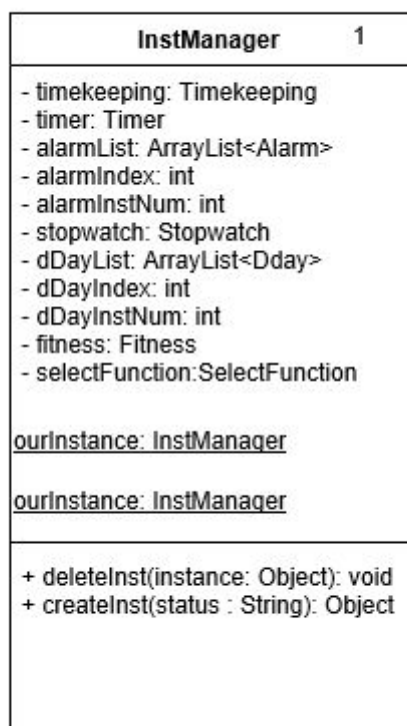 InstManager 1
- timekeeping: Timekeeping
- timer: Timer
- alarmList: ArrayList<Alarm>
- alarmIndex: int
- alarmInstNum: int
- stopwatch: Stopwatch
- dDayList: ArrayList<Dday>
- dDayIndex: int
- dDayInstNum: int
- fitness: Fitness
- selectFunction:SelectFunction
ourInstance: InstManager
ourInstance: InstManager
+ deleteInst(instance: Object): void
+ createInst(status : String): Object